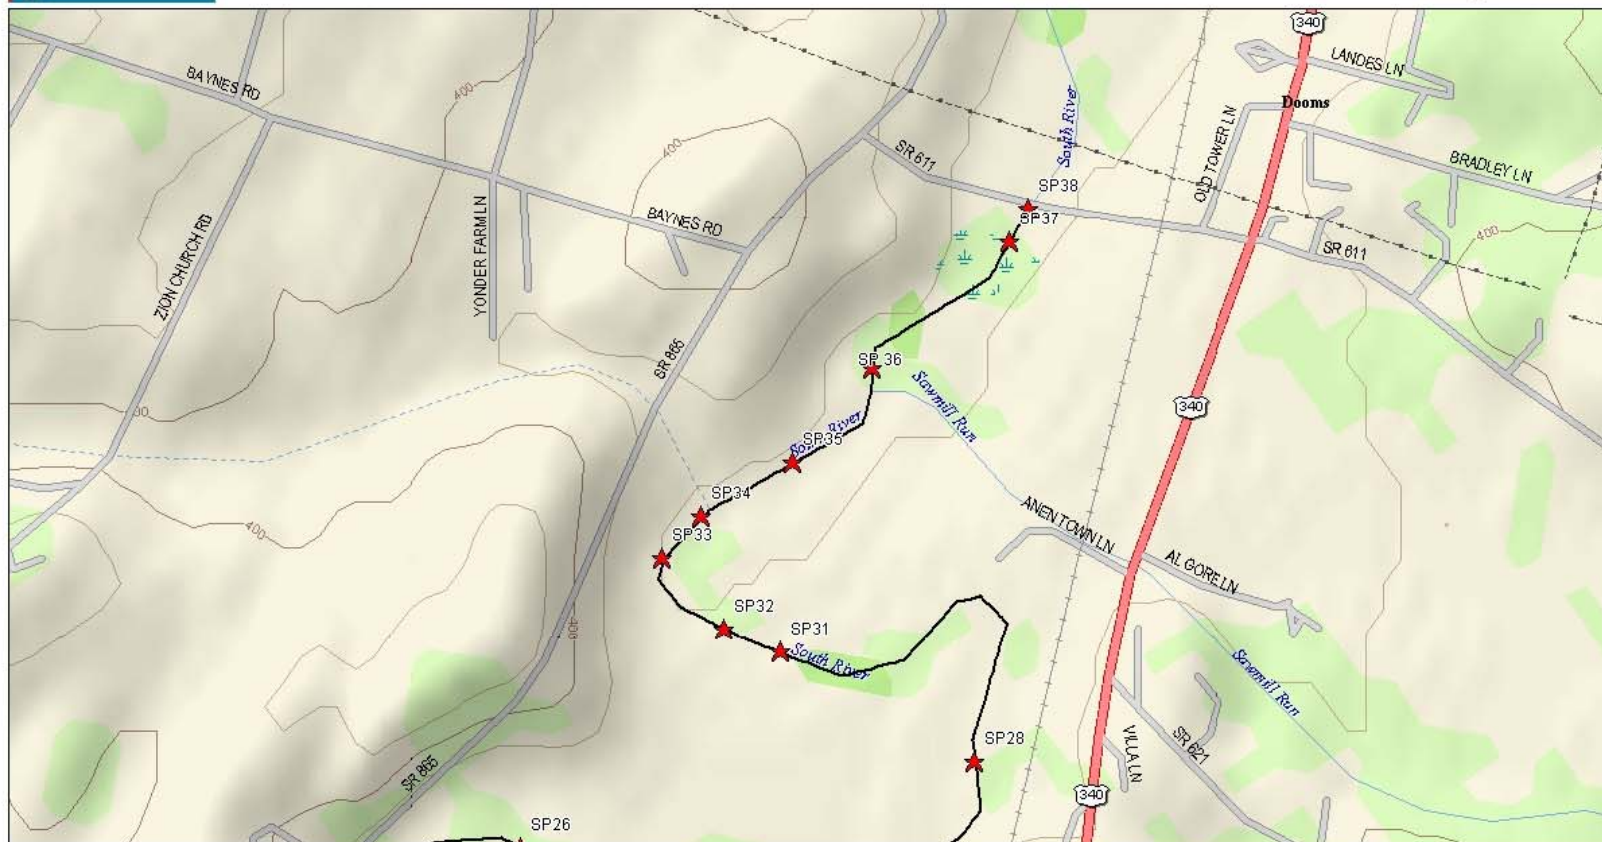 340
LANDES LN
BAYNES RD
400
Dooms
South River
OLD TOWER LN
400
SR 611
BRADLEY LN
SP38
ZION CHURCH RD
YONDER FARM LN
BAYNES RD
SP37
400
SR 611
SR 865
SP 36
Sawmill Run
340
00
South River
SP35
SP34
ANEN TOWN LN
400
SP33
AL GORE LN
SP32
400
SP31
South River
Sawmill Run
SP28
VILLA LN
SR 621
SR 865
340
SP26